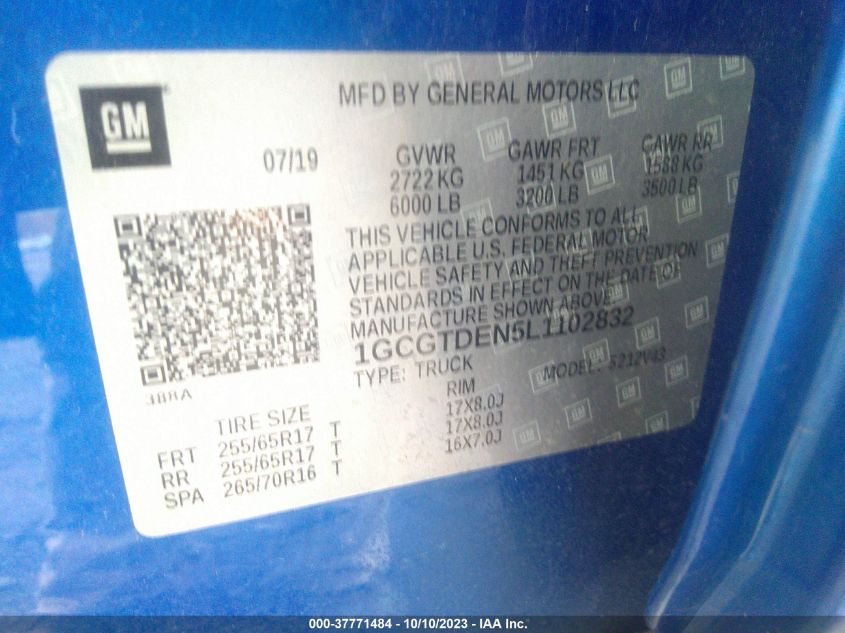 GM
MFD BY GENERAL MOTORS LLC
07/19
GVWR GAWR FRT GAWR RR
2722 KG 1451 KG 1588 KG
6000 LB 3200 LB 3500 LB
THIS VEHICLE CONFORMS TO ALL
APPLICABLE U.S. FEDERAL MOTOR
VEHICLE SAFETY AND THEFT PREVENTION
STANDARDS IN EFFECT ON THE DATE OF
MANUFACTURE SHOWN ABOVE.
1GCGTDEN5L1102832
TYPE: TRUCK MODEL: 5212V43
3B8A
TIRE SIZE RIM
FRT 255/65R17 T 17X8.0J
RR 255/65R17 T 17X8.0J
SPA 265/70R16 T 16X7.0J
000-37771484 - 10/10/2023 - IAA Inc.